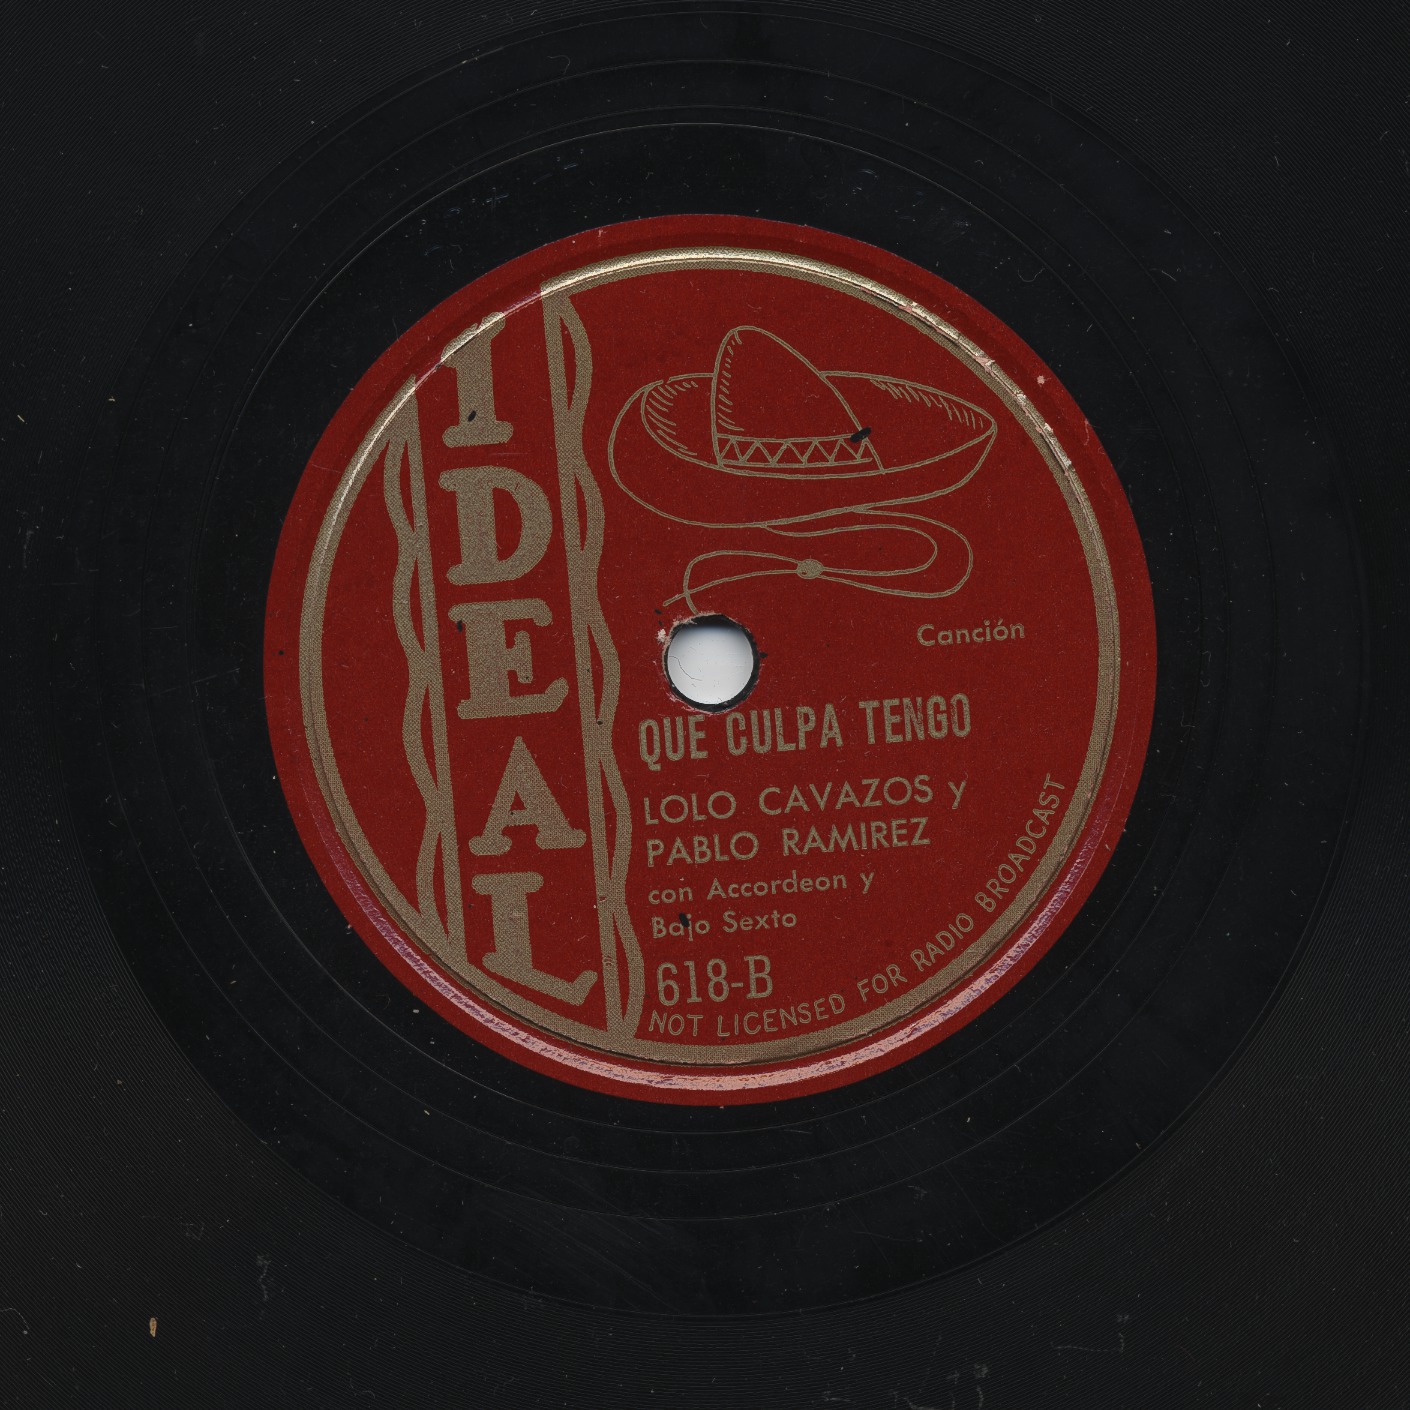 IDEAL
Canción
QUE CULPA TENGO
LOLO CAVAZOS y
PABLO RAMIREZ
con Accordeon y
Bajo Sexto
618-B
NOT LICENSED FOR RADIO BROADCAST